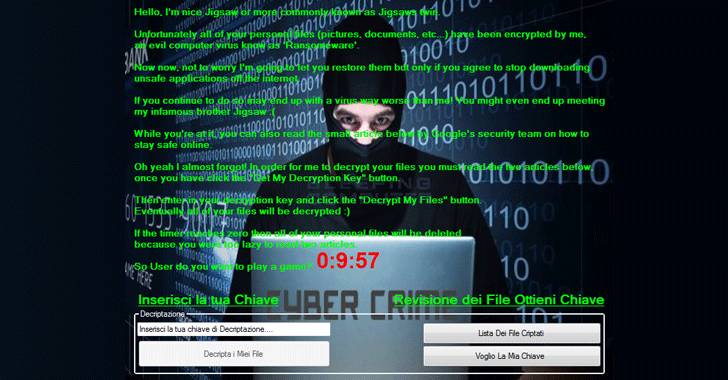 Hello, I'm nice Jigsaw or more commonly known as Jigsaws twin.
Unfortunately all of your personal files (pictures, documents, etc...) have been encrypted by me,
an evil computer virus know as 'Ransomeware'.
Now now, not to worry I'm going to let you restore them but only if you agree to stop downloading
unsafe applications off the internet.
If you continue to do so may end up with a virus way worse than me! You might even end up meeting
my infamous brother Jigsaw :(
While you're at it, you can also read the small article below by Google's security team on how to
stay safe online.
Oh yeah I almost forgot! In order for me to decrypt your files you must read the two articles below,
once you have click the "Get My Decryption Key" button.
Then enter in your decryption key and click the "Decrypt My Files" button.
Eventually all of your files will be decrypted :)
If the timer reaches zero then all of your personal files will be deleted
because you were too lazy to read two articles.
So User do you want to play a game?
0:9:57
CYBER CRIME
Inserisci la tua Chiave
Revisione dei File Ottieni Chiave
Decriptazione
Inserisci la tua chiave di Decriptazione....
Lista Dei File Criptati
Decripta i Miei File
Voglio La Mia Chiave